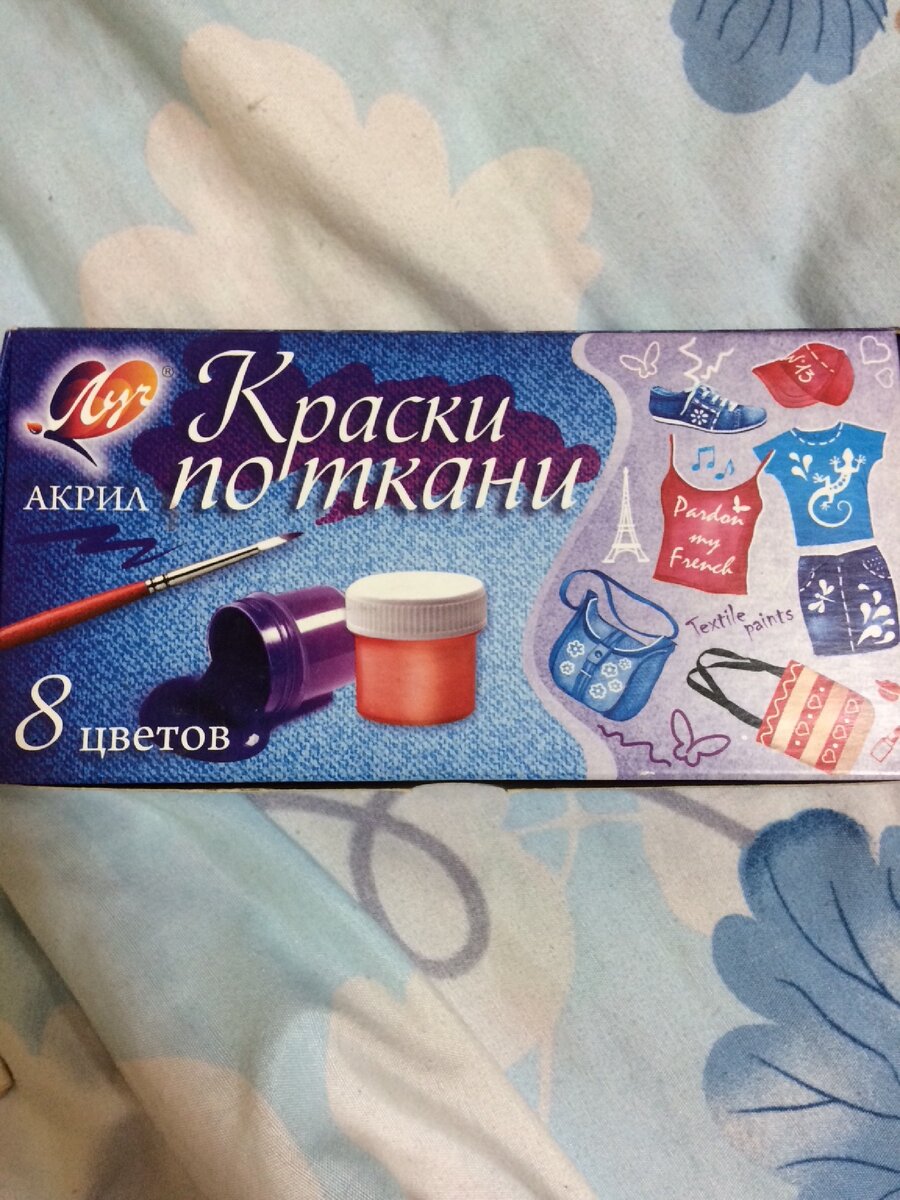 Луч®
АКРИЛ
Краски
по ткани
8 цветов
№13
Pardon
my
French
Textile
paints